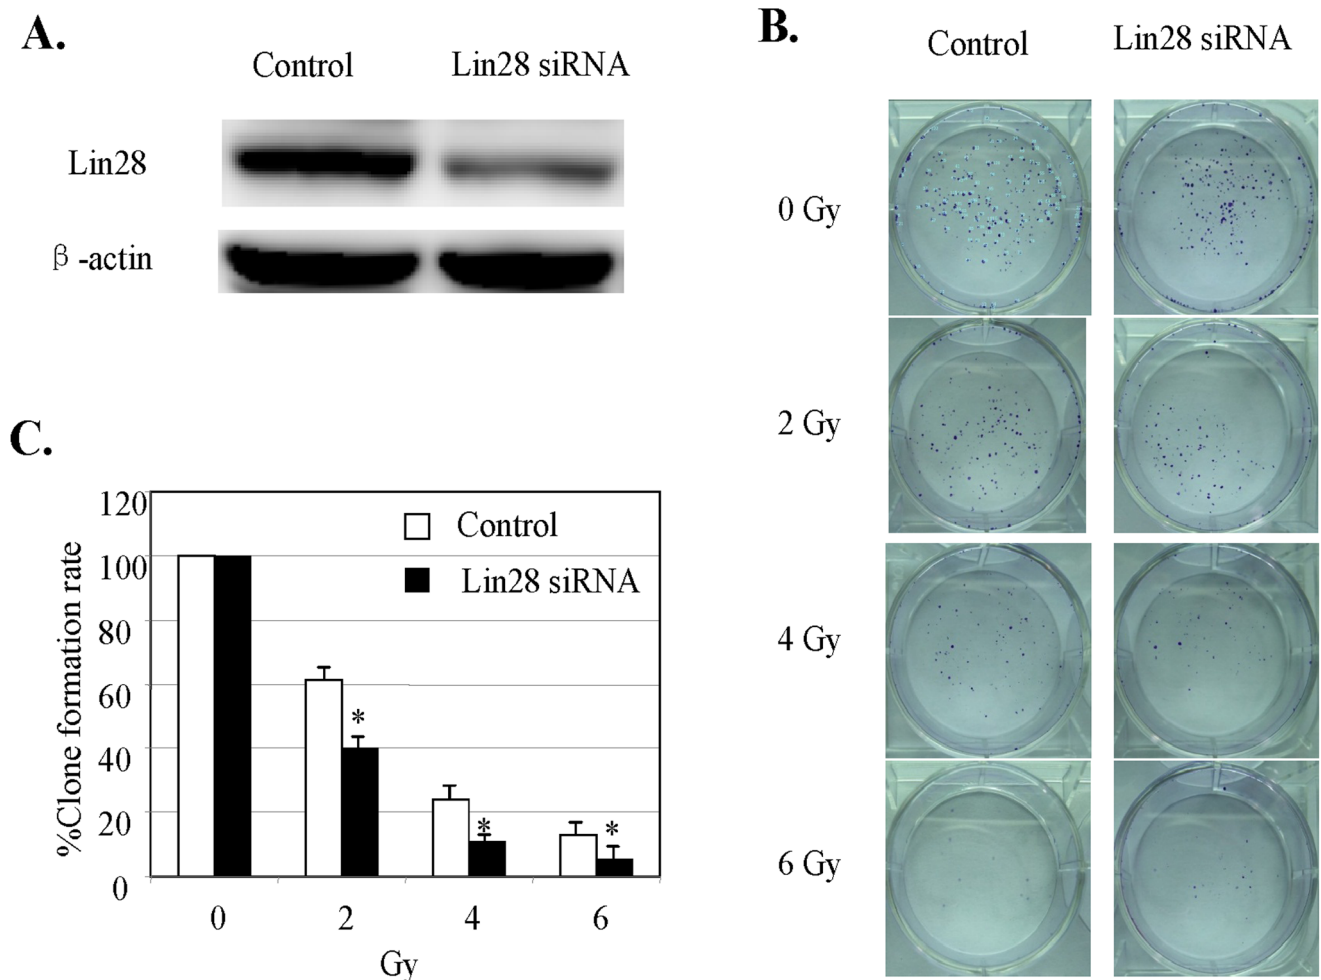 A.
Control Lin28 siRNA
Lin28
β-actin
B.
Control Lin28 siRNA
0 Gy
2 Gy
4 Gy
6 Gy
C.
%Clone formation rate
120
100
80
60
40
20
0
Control
Lin28 siRNA
*
*
*
0 2 4 6
Gy